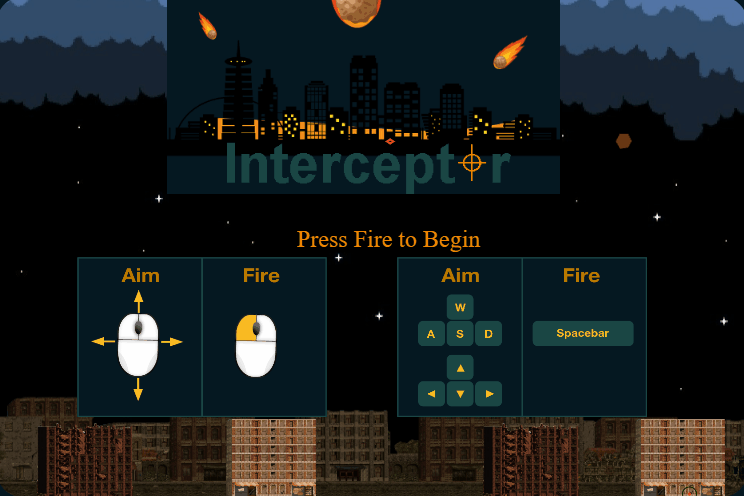 Interceptor
Press Fire to Begin
Aim
Fire
Aim
W
A S D
Fire
Spacebar